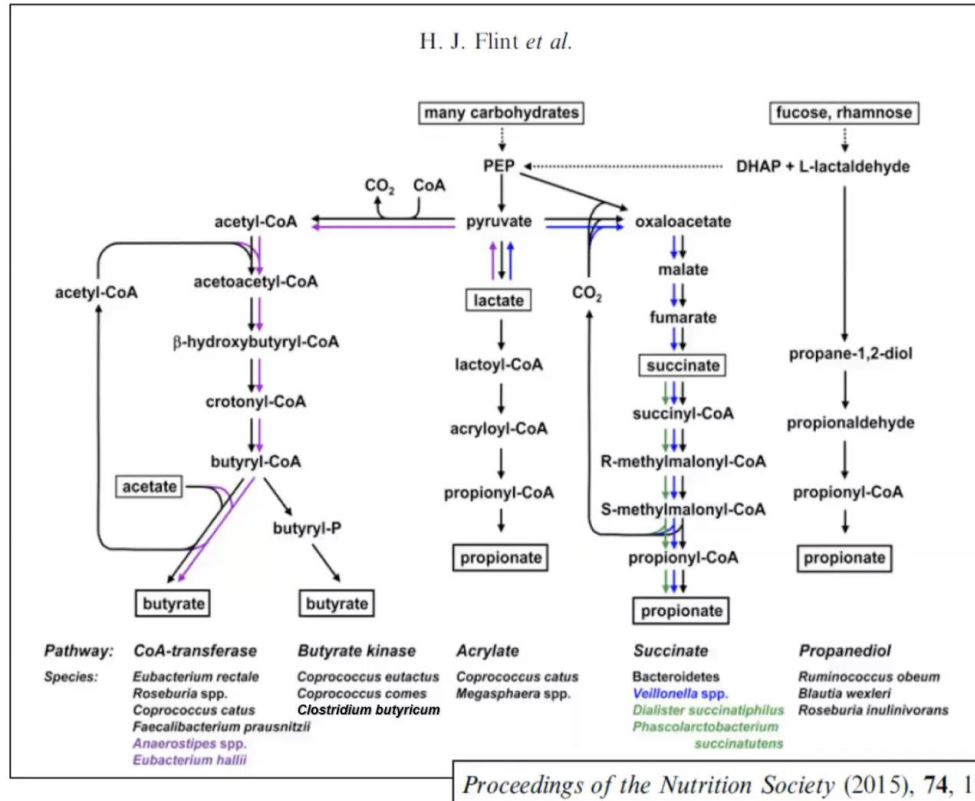 H. J. Flint et al.
many carbohydrates
fucose, rhamnose
PEP
DHAP + L-lactaldehyde
CO₂
CoA
acetyl-CoA
pyruvate
oxaloacetate
malate
acetyl-CoA
acetoacetyl-CoA
lactate
CO₂
fumarate
β-hydroxybutyryl-CoA
lactoyl-CoA
succinate
propane-1,2-diol
crotonyl-CoA
acryloyl-CoA
succinyl-CoA
propionaldehyde
butyryl-CoA
R-methylmalonyl-CoA
acetate
propionyl-CoA
S-methylmalonyl-CoA
propionyl-CoA
butyryl-P
propionate
propionyl-CoA
propionate
butyrate
butyrate
propionate
Pathway: CoA-transferase Butyrate kinase Acrylate Succinate Propanediol
Species: Eubacterium rectale Coprococcus eutactus Coprococcus catus Bacteroidetes Ruminococcus obeum
Roseburia spp. Coprococcus comes Megasphaera spp. Veillonella spp. Blautia wexleri
Coprococcus catus Clostridium butyricum Dialister succinatiphilus Roseburia inulinivorans
Faecalibacterium prausnitzii Phascolarctobacterium
Anaerostipes spp. succinatutens
Eubacterium hallii
Proceedings of the Nutrition Society (2015), 74, 1